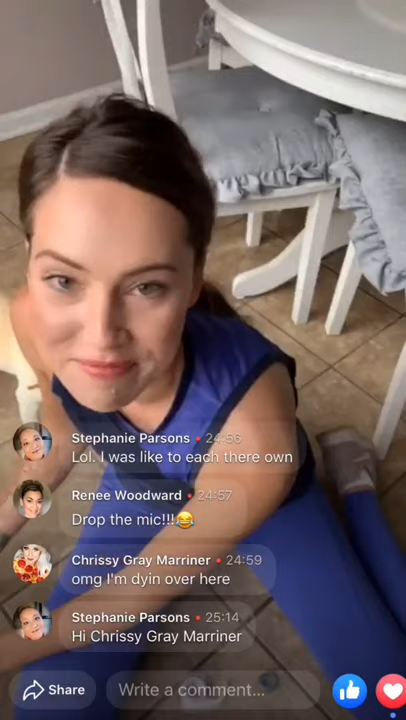 Stephanie Parsons • 24:56
Lol. I was like to each there own
Renee Woodward • 24:57
Drop the mic!!!😂
Chrissy Gray Marriner • 24:59
omg I'm dyin over here
Stephanie Parsons • 25:14
Hi Chrissy Gray Marriner
Share
Write a comment...